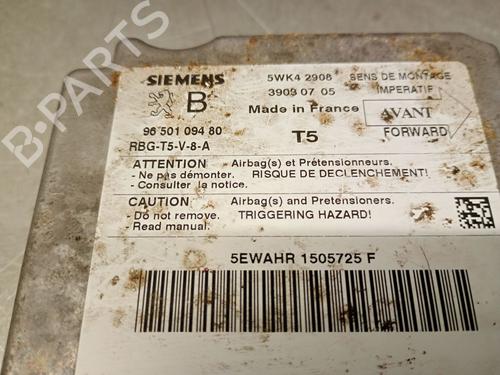 SIEMENS
5WK4 2908
SENS DE MONTAGE
IMPERATIF
3909 07 05
B
Made in France
AVANT
FORWARD
96 501 094 80
T5
RBG-T5-V-8-A
ATTENTION
Airbag(s) et Prétensionneurs.
- Ne pas démonter.
RISQUE DE DECLENCHEMENT!
- Consulter la notice.
CAUTION
Airbag(s) and Pretensioners.
- Do not remove.
TRIGGERING HAZARD!
- Read manual.
5EWAHR 1505725 F
B-PARTS